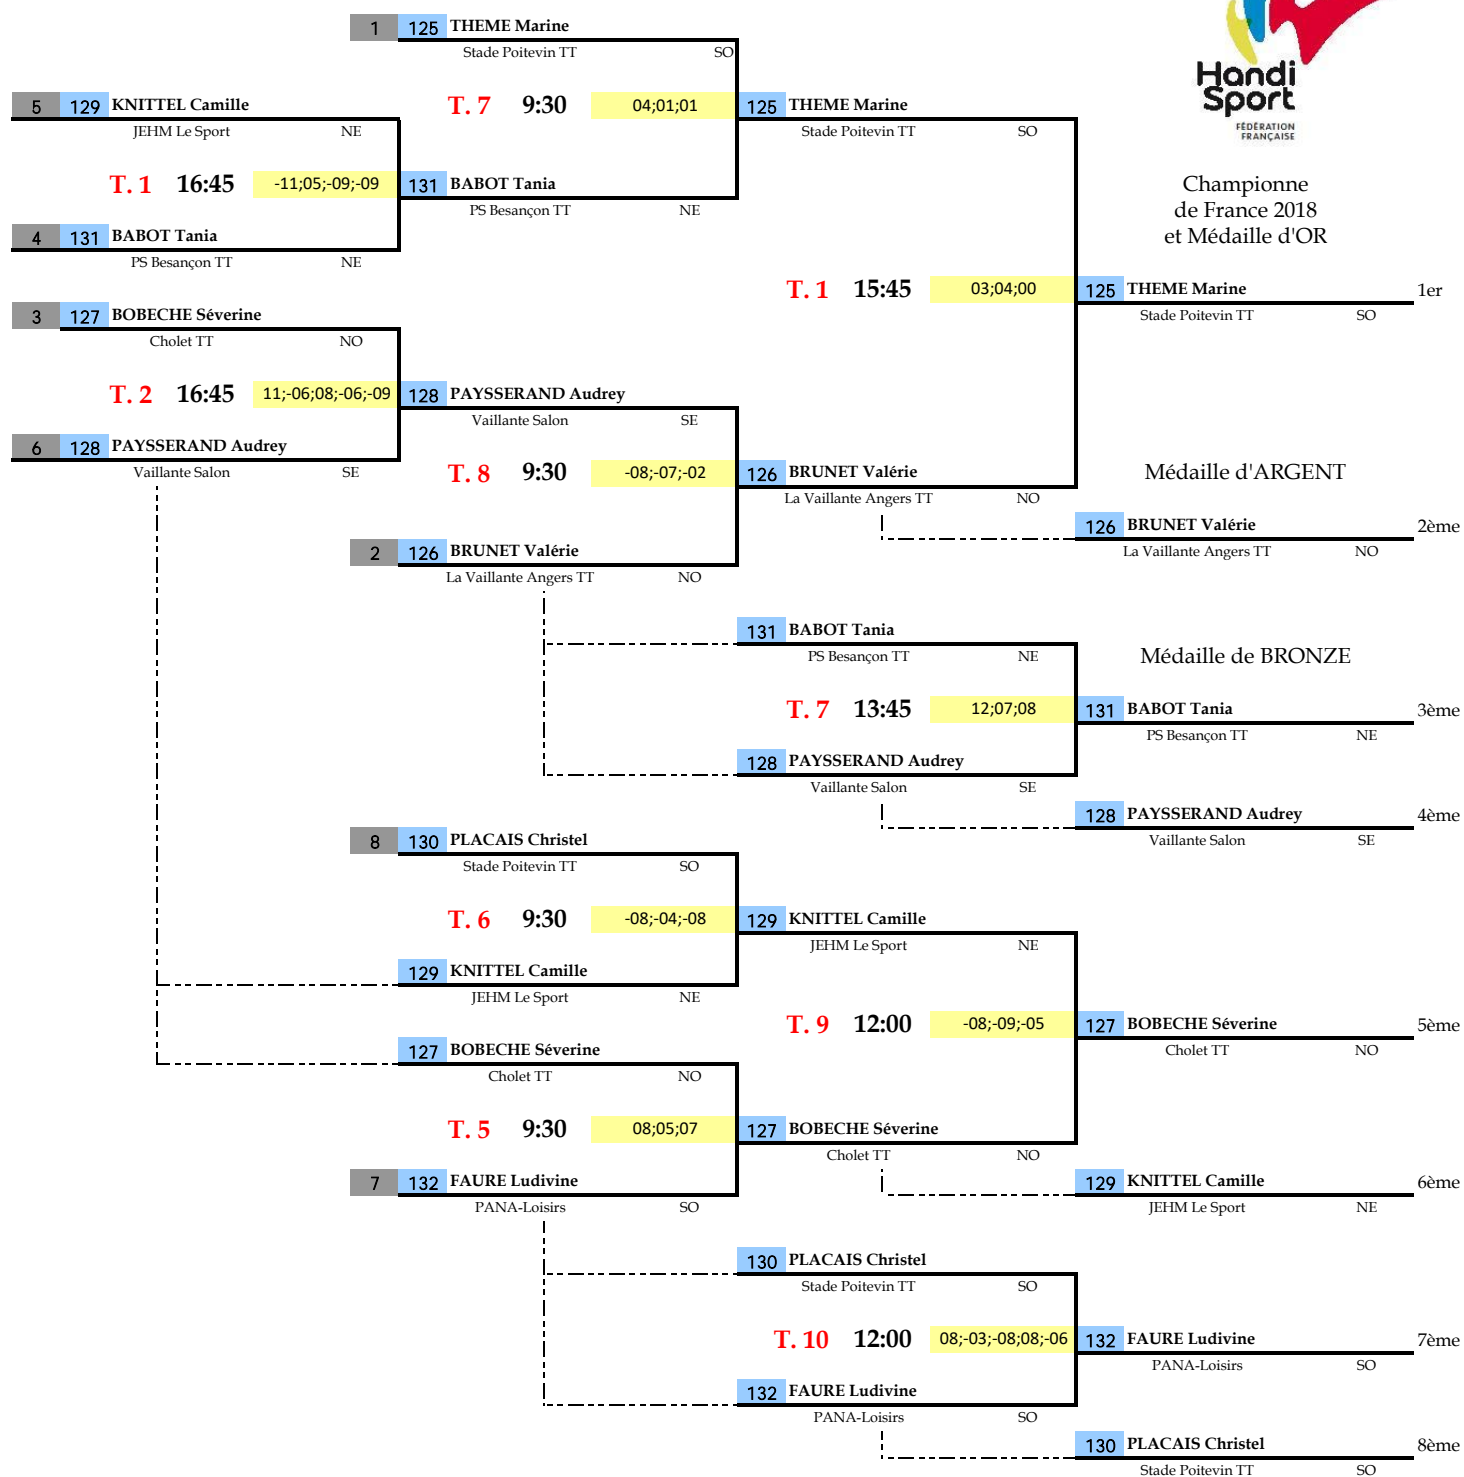 1 125 THEME Marine
Stade Poitevin TT SO
Handi
Sport
FÉDÉRATION
FRANÇAISE
5 129 KNITTEL Camille T. 7 9:30 04;01;01 125 THEME Marine
JEHM Le Sport NE Stade Poitevin TT SO
T. 1 16:45 -11;05;-09;-09 131 BABOT Tania
PS Besançon TT NE
Championne
de France 2018
et Médaille d'OR
4 131 BABOT Tania
PS Besançon TT NE
T. 1 15:45 03;04;00 125 THEME Marine 1er
Stade Poitevin TT SO
3 127 BOBECHE Séverine
Cholet TT NO
T. 2 16:45 11;-06;08;-06;-09 128 PAYSSERAND Audrey
Vaillante Salon SE
6 128 PAYSSERAND Audrey
Vaillante Salon SE
T. 8 9:30 -08;-07;-02 126 BRUNET Valérie Médaille d'ARGENT
La Vaillante Angers TT NO
126 BRUNET Valérie 2ème
La Vaillante Angers TT NO
2 126 BRUNET Valérie
La Vaillante Angers TT NO
131 BABOT Tania
PS Besançon TT NE Médaille de BRONZE
T. 7 13:45 12;07;08 131 BABOT Tania 3ème
PS Besançon TT NE
128 PAYSSERAND Audrey
Vaillante Salon SE
128 PAYSSERAND Audrey 4ème
Vaillante Salon SE
8 130 PLACAIS Christel
Stade Poitevin TT SO
T. 6 9:30 -08;-04;-08 129 KNITTEL Camille
JEHM Le Sport NE
129 KNITTEL Camille
JEHM Le Sport NE
T. 9 12:00 -08;-09;-05 127 BOBECHE Séverine 5ème
Cholet TT NO
127 BOBECHE Séverine
Cholet TT NO
T. 5 9:30 08;05;07 127 BOBECHE Séverine
Cholet TT NO
7 132 FAURE Ludivine 129 KNITTEL Camille 6ème
PANA-Loisirs SO JEHM Le Sport NE
130 PLACAIS Christel
Stade Poitevin TT SO
T. 10 12:00 08;-03;-08;08;-06 132 FAURE Ludivine 7ème
PANA-Loisirs SO
132 FAURE Ludivine
PANA-Loisirs SO
130 PLACAIS Christel 8ème
Stade Poitevin TT SO